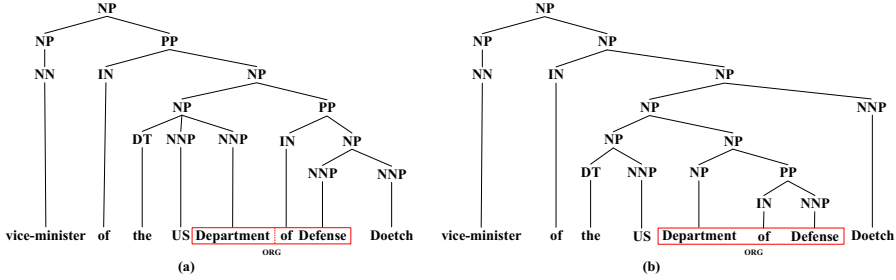 NP NP
NP PP NP NP
NN IN NP NN IN NP
NP PP NP NNP
DT NNP NNP IN NP NP NP
NNP NNP DT NNP NP PP
IN NNP
vice-minister of the US Department of Defense Doetch vice-minister of the US Department of Defense Doetch
ORG ORG
(a) (b)